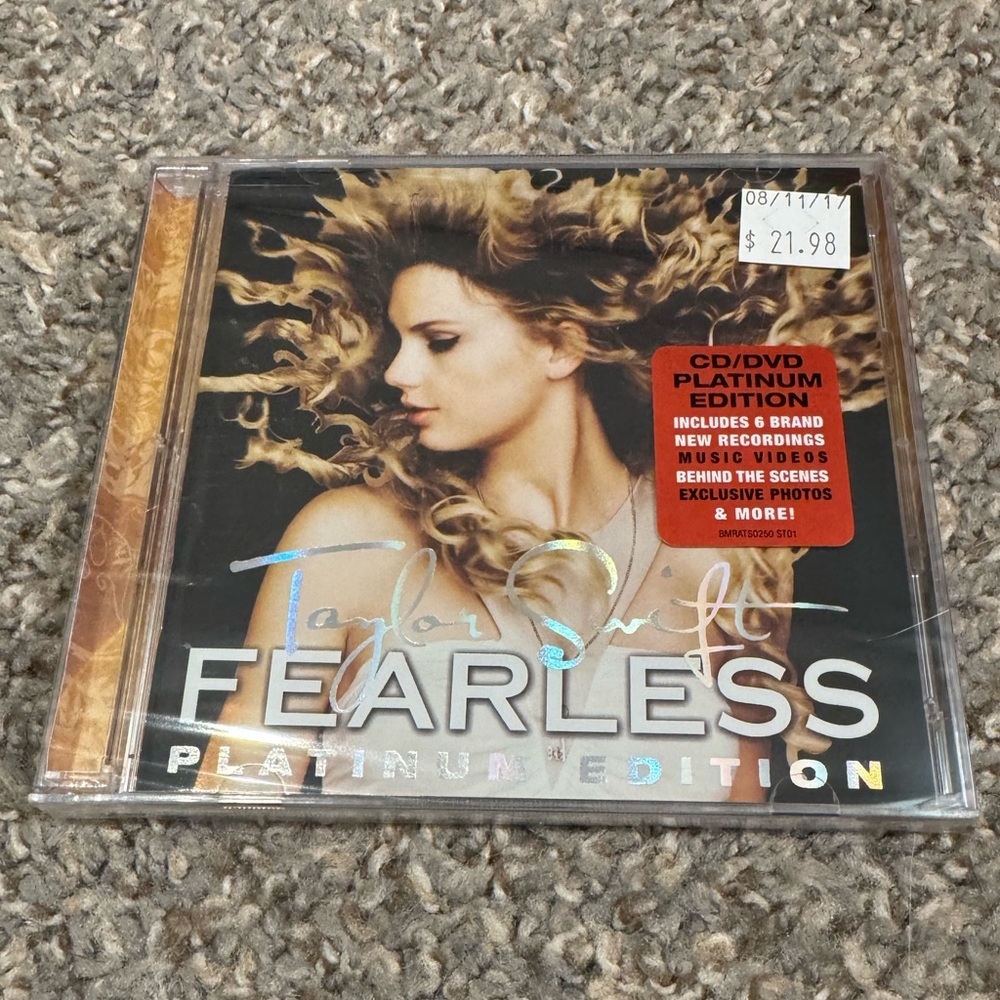 08/11/17
$ 21.98
CD/DVD
PLATINUM
EDITION
INCLUDES 6 BRAND
NEW RECORDINGS
MUSIC VIDEOS
BEHIND THE SCENES
EXCLUSIVE PHOTOS
& MORE!
BMRATS0250 ST01
Taylor Swift
FEARLESS
PLATINUM EDITION